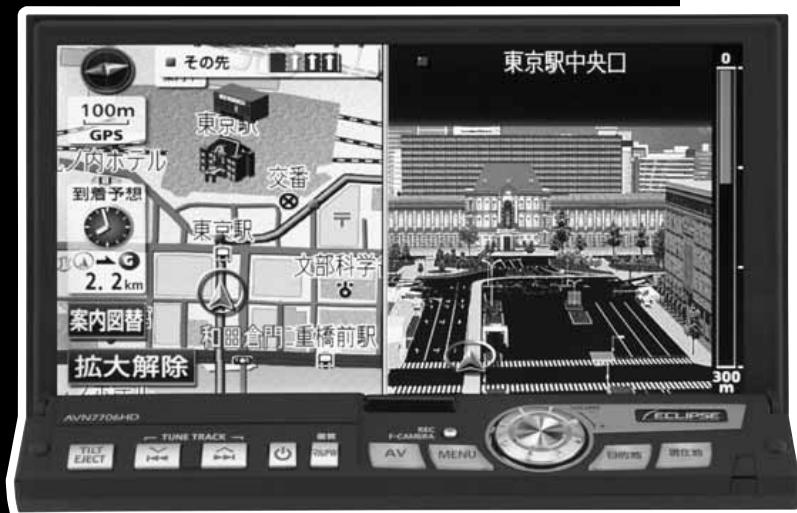 その先
100m
GPS
東京駅
ノ内ホテル
到着予想
交番
東京駅
文部科学
2.2km
案内図替
和田倉門
二重橋前駅
拡大解除
東京駅中央口
0
300
m
AVN7706HD
ECLIPSE
TUNE TRACK
TILT
EJECT
画質
REC
F-CAMERA
AV
MENU
VOLUME
目的地
現在地